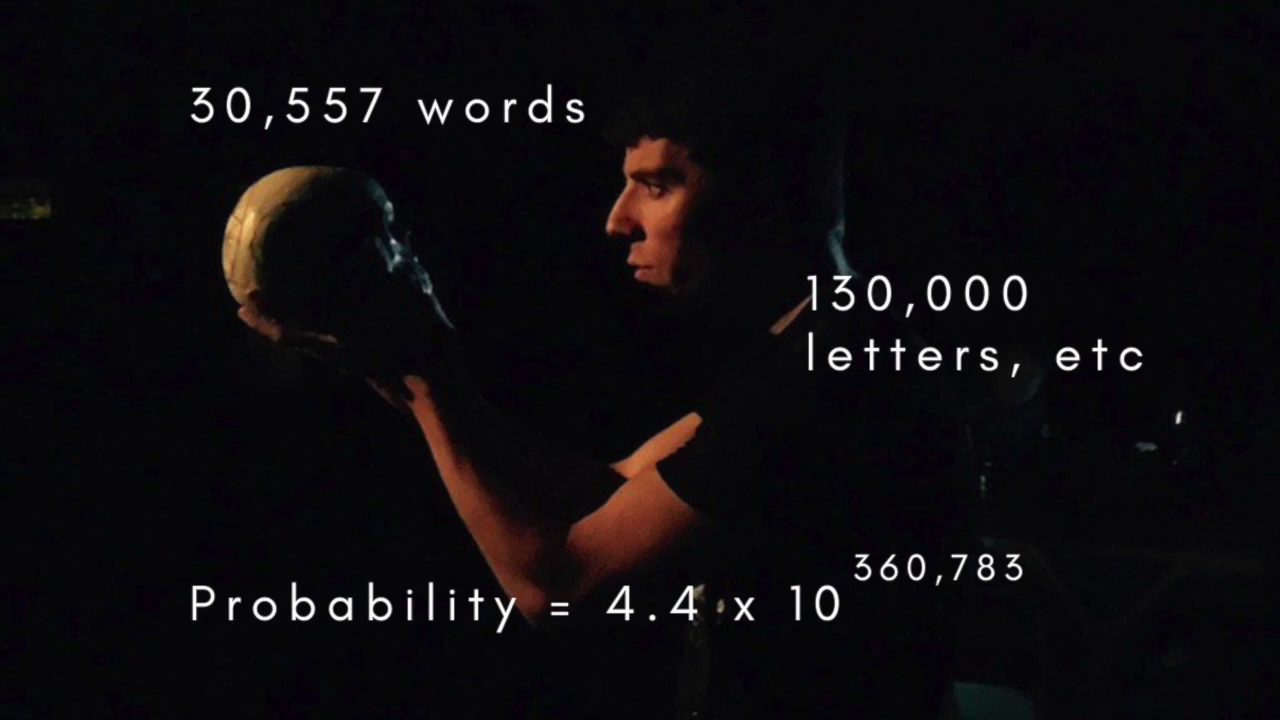 30,557 words
130,000
letters, etc
Probability = 4.4 x 10^360,783